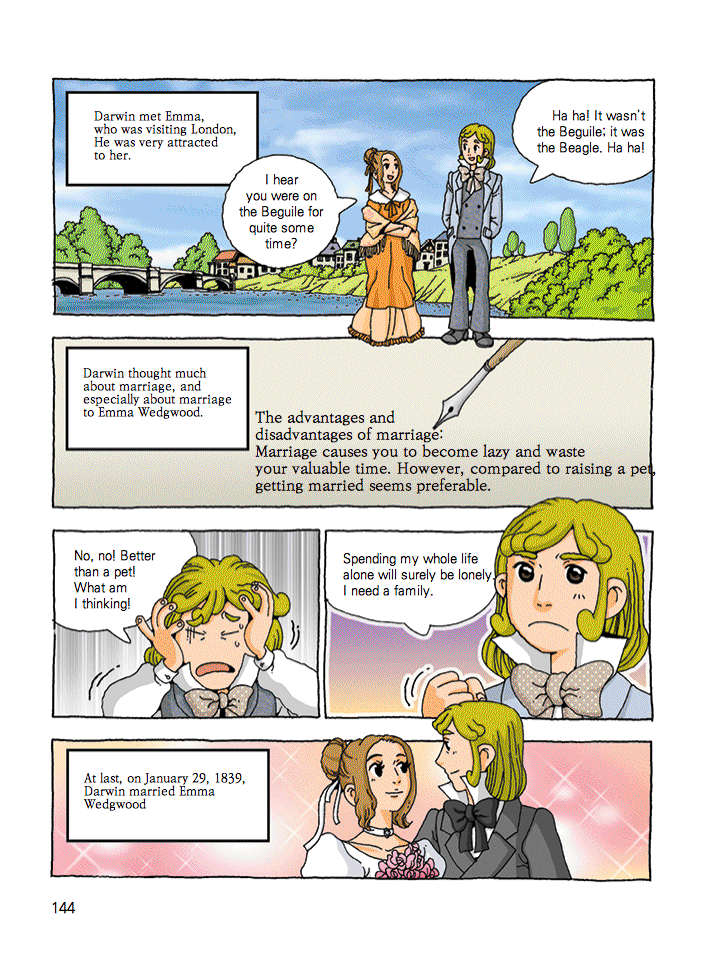 Darwin met Emma,
who was visiting London,
He was very attracted
to her.
I hear
you were on
the Beguile for
quite some
time?
Ha ha! It wasn't
the Beguile; it was
the Beagle. Ha ha!
Darwin thought much
about marriage, and
especially about marriage
to Emma Wedgwood.
The advantages and
disadvantages of marriage:
Marriage causes you to become lazy and waste
your valuable time. However, compared to raising a pet,
getting married seems preferable.
No, no! Better
than a pet!
What am
I thinking!
Spending my whole life
alone will surely be lonely.
I need a family.
At last, on January 29, 1839,
Darwin married Emma
Wedgwood
144